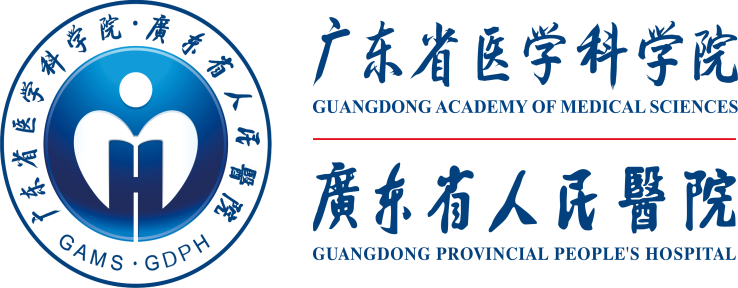 广东省医学科学院·廣东省人民醫院
GAMS·GDPH
H
广东省医学科学院
GUANGDONG ACADEMY OF MEDICAL SCIENCES
廣东省人民醫院
GUANGDONG PROVINCIAL PEOPLE'S HOSPITAL